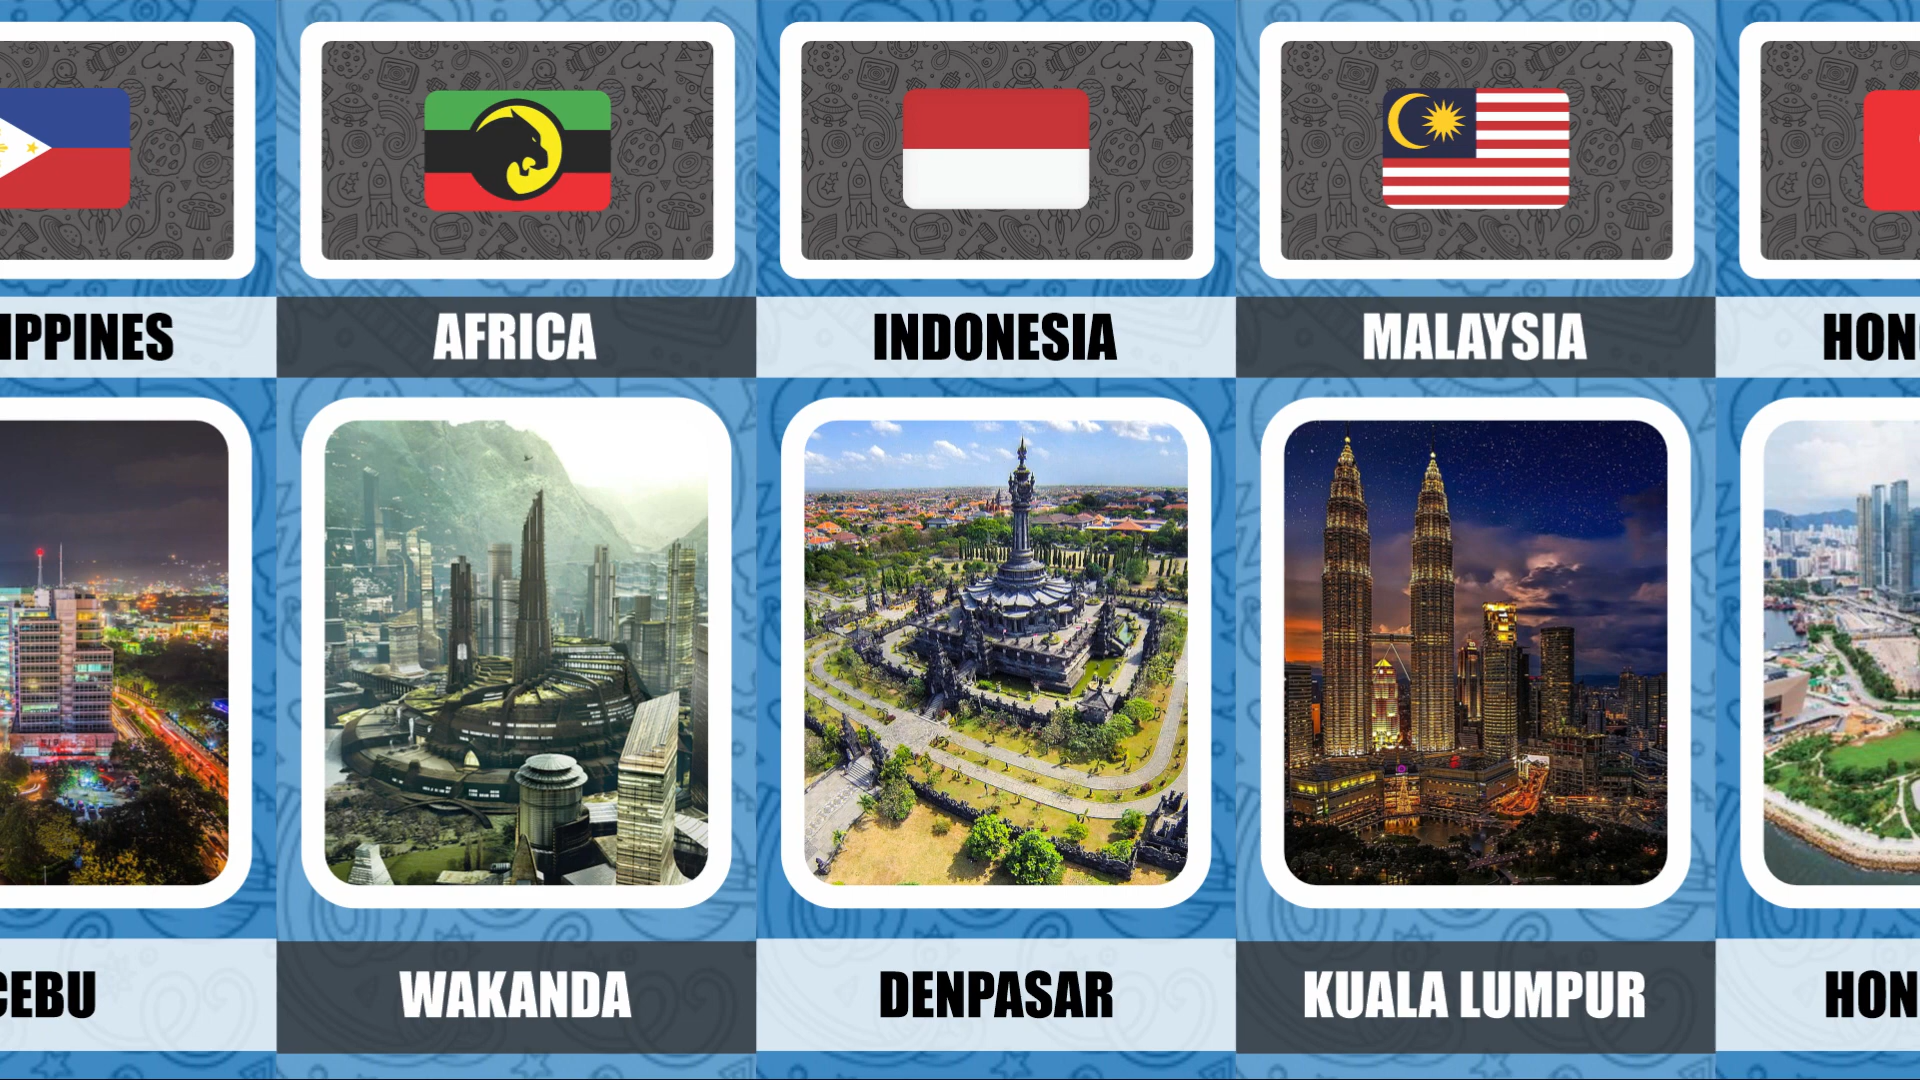 IPPINES
AFRICA
INDONESIA
MALAYSIA
HON
CEBU
WAKANDA
DENPASAR
KUALA LUMPUR
HON